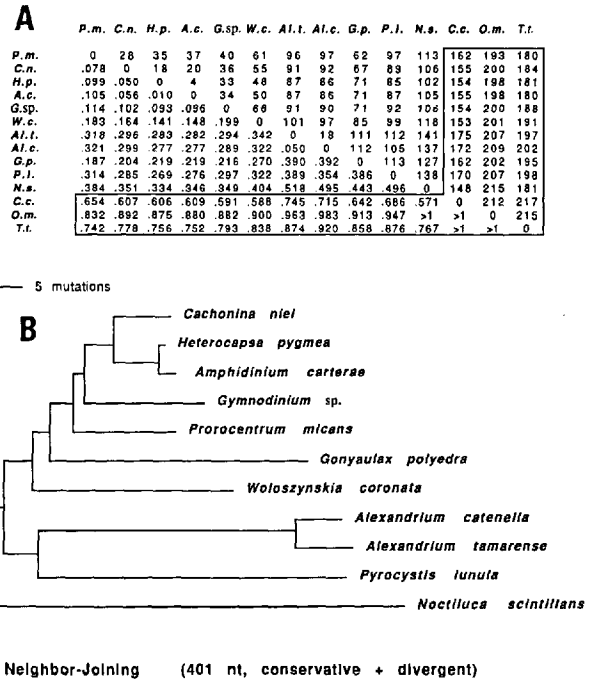 A
P.m. C.n. H.p. A.c. G.sp. W.c. Al.t. Al.c. G.p. P.l. N.s. C.c. O.m. T.t.
P.m. 0 28 35 37 40 61 96 97 62 97 113 162 193 180
C.n. .078 0 18 20 36 55 91 92 67 89 106 155 200 184
H.p. .099 .050 0 4 33 48 87 86 71 85 102 154 198 181
A.c. .105 .056 .010 0 34 50 87 86 71 87 105 155 198 180
G.sp. .114 .102 .093 .096 0 66 91 90 71 92 106 154 200 188
W.c. .183 .164 .141 .148 .199 0 101 97 85 99 118 153 201 191
Al.t. .318 .296 .283 .282 .294 .342 0 18 111 112 141 175 207 197
Al.c. .321 .299 .277 .277 .289 .322 .050 0 112 105 137 172 209 202
G.p. .187 .204 .219 .219 .216 .270 .390 .392 0 113 127 162 202 195
P.l. .314 .285 .269 .276 .297 .322 .389 .354 .386 0 138 170 207 198
N.s. .384 .351 .334 .346 .349 .404 .518 .495 .443 .496 0 148 215 181
C.c. .654 .607 .606 .609 .591 .588 .745 .715 .642 .686 .571 0 212 217
O.m. .832 .892 .875 .880 .882 .900 .963 .983 .913 .947 >1 >1 0 215
T.t. .742 .778 .756 .752 .793 .838 .874 .920 .858 .876 .767 >1 >1 0
5 mutations
B
Cachonina niei
Heterocapsa pygmea
Amphidinium carterae
Gymnodinium sp.
Prorocentrum micans
Gonyaulax polyedra
Woloszynskia coronata
Alexandrium catenella
Alexandrium tamarense
Pyrocystis lunula
Noctiluca scintillans
Neighbor-Joining (401 nt, conservative + divergent)